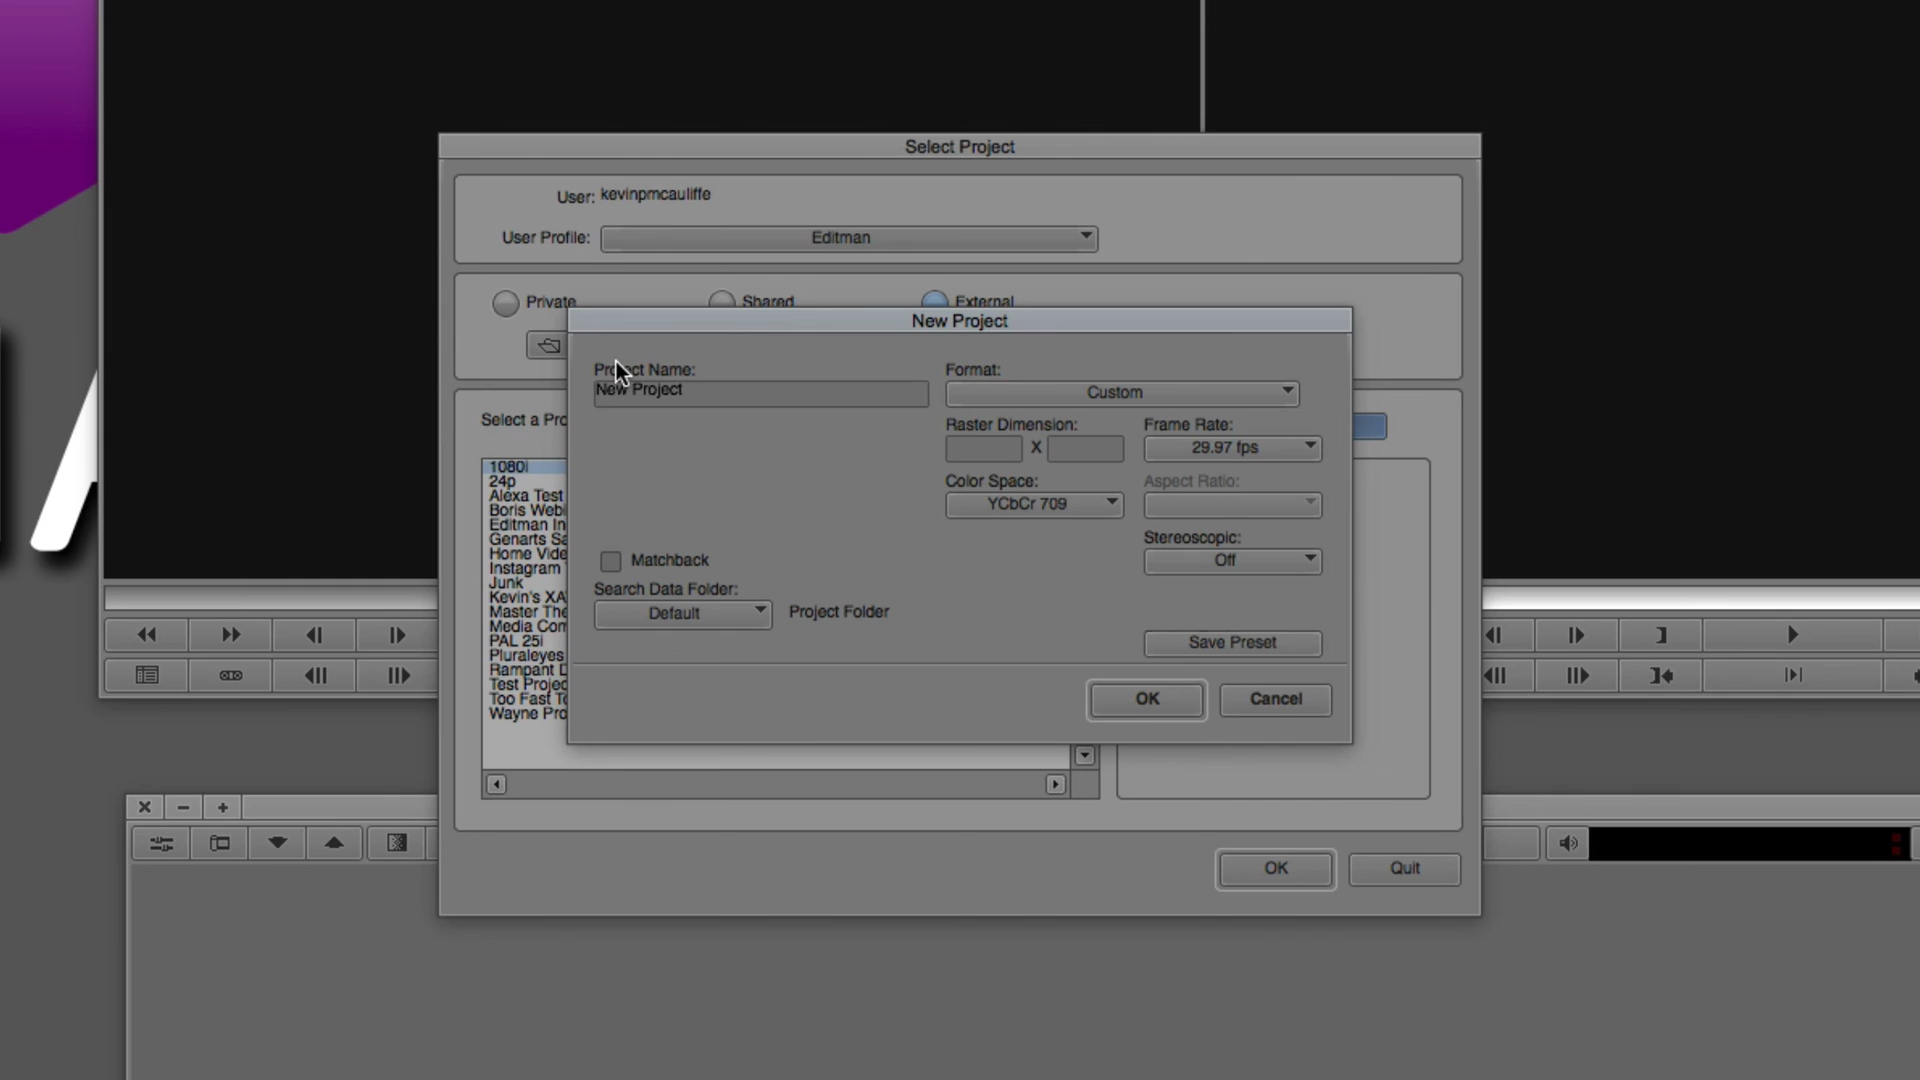 Select Project
User: kevinpmcauliffe
User Profile: Editman
Private Shared External
New Project
Project Name: Format:
New Project Custom
Raster Dimension: Frame Rate:
X 29.97 fps
Color Space: Aspect Ratio:
YCbCr 709
Stereoscopic:
Off
Matchback
Search Data Folder:
Default Project Folder
Save Preset
OK Cancel
Select a Pro
1080i
24p
Alexa Test
Boris Web
Editman In
Genarts Sa
Home Vide
Instagram
Junk
Kevin's XA
Master The
Media Com
PAL 25i
Pluraleyes
Rampant D
Test Projec
Too Fast To
Wayne Pro
OK Quit